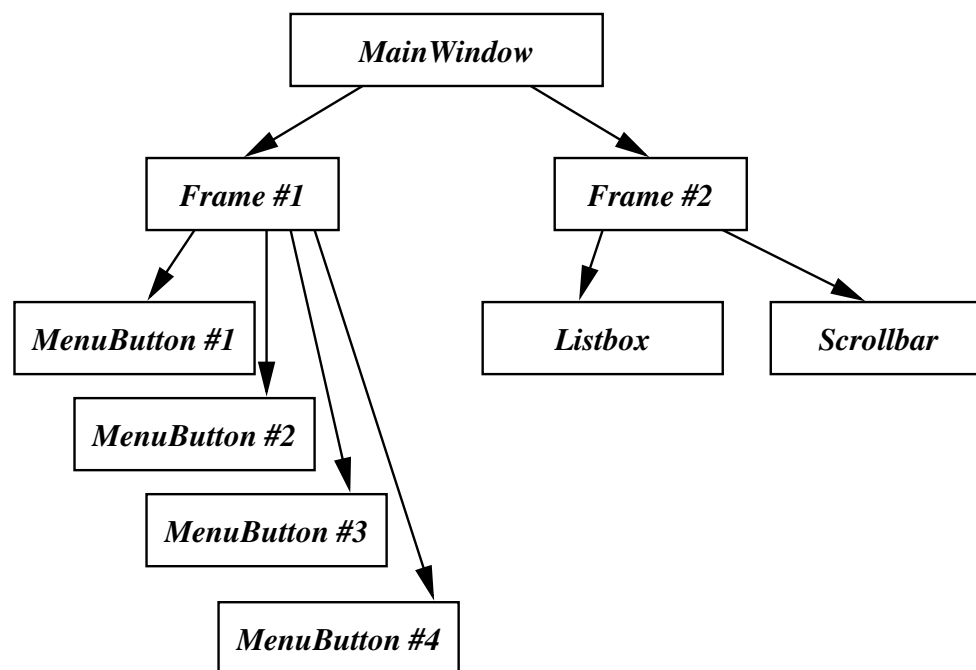 MainWindow
Frame #1
Frame #2
MenuButton #1
Listbox
Scrollbar
MenuButton #2
MenuButton #3
MenuButton #4